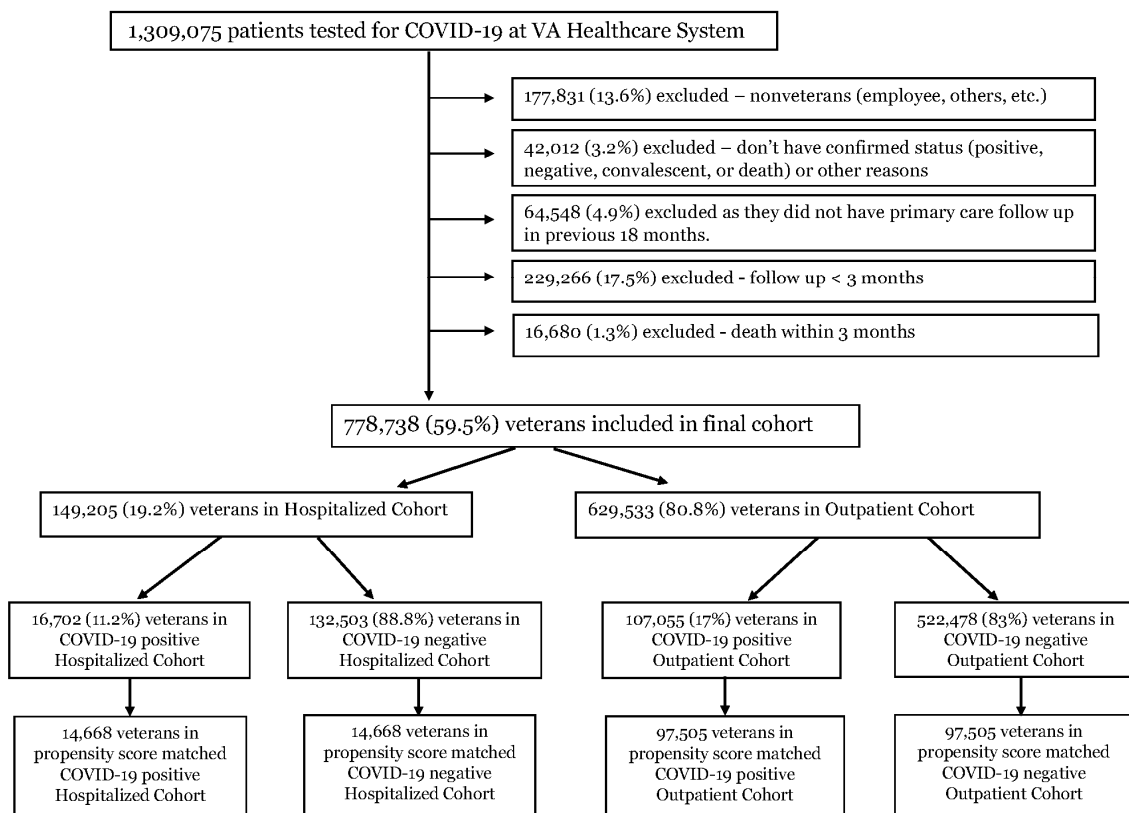 1,309,075 patients tested for COVID-19 at VA Healthcare System
177,831 (13.6%) excluded – nonveterans (employee, others, etc.)
42,012 (3.2%) excluded – don't have confirmed status (positive,
negative, convalescent, or death) or other reasons
64,548 (4.9%) excluded as they did not have primary care follow up
in previous 18 months.
229,266 (17.5%) excluded - follow up < 3 months
16,680 (1.3%) excluded - death within 3 months
778,738 (59.5%) veterans included in final cohort
149,205 (19.2%) veterans in Hospitalized Cohort
629,533 (80.8%) veterans in Outpatient Cohort
16,702 (11.2%) veterans in
COVID-19 positive
Hospitalized Cohort
132,503 (88.8%) veterans in
COVID-19 negative
Hospitalized Cohort
107,055 (17%) veterans in
COVID-19 positive
Outpatient Cohort
522,478 (83%) veterans in
COVID-19 negative
Outpatient Cohort
14,668 veterans in
propensity score matched
COVID-19 positive
Hospitalized Cohort
14,668 veterans in
propensity score matched
COVID-19 negative
Hospitalized Cohort
97,505 veterans in
propensity score matched
COVID-19 positive
Outpatient Cohort
97,505 veterans in
propensity score matched
COVID-19 negative
Outpatient Cohort